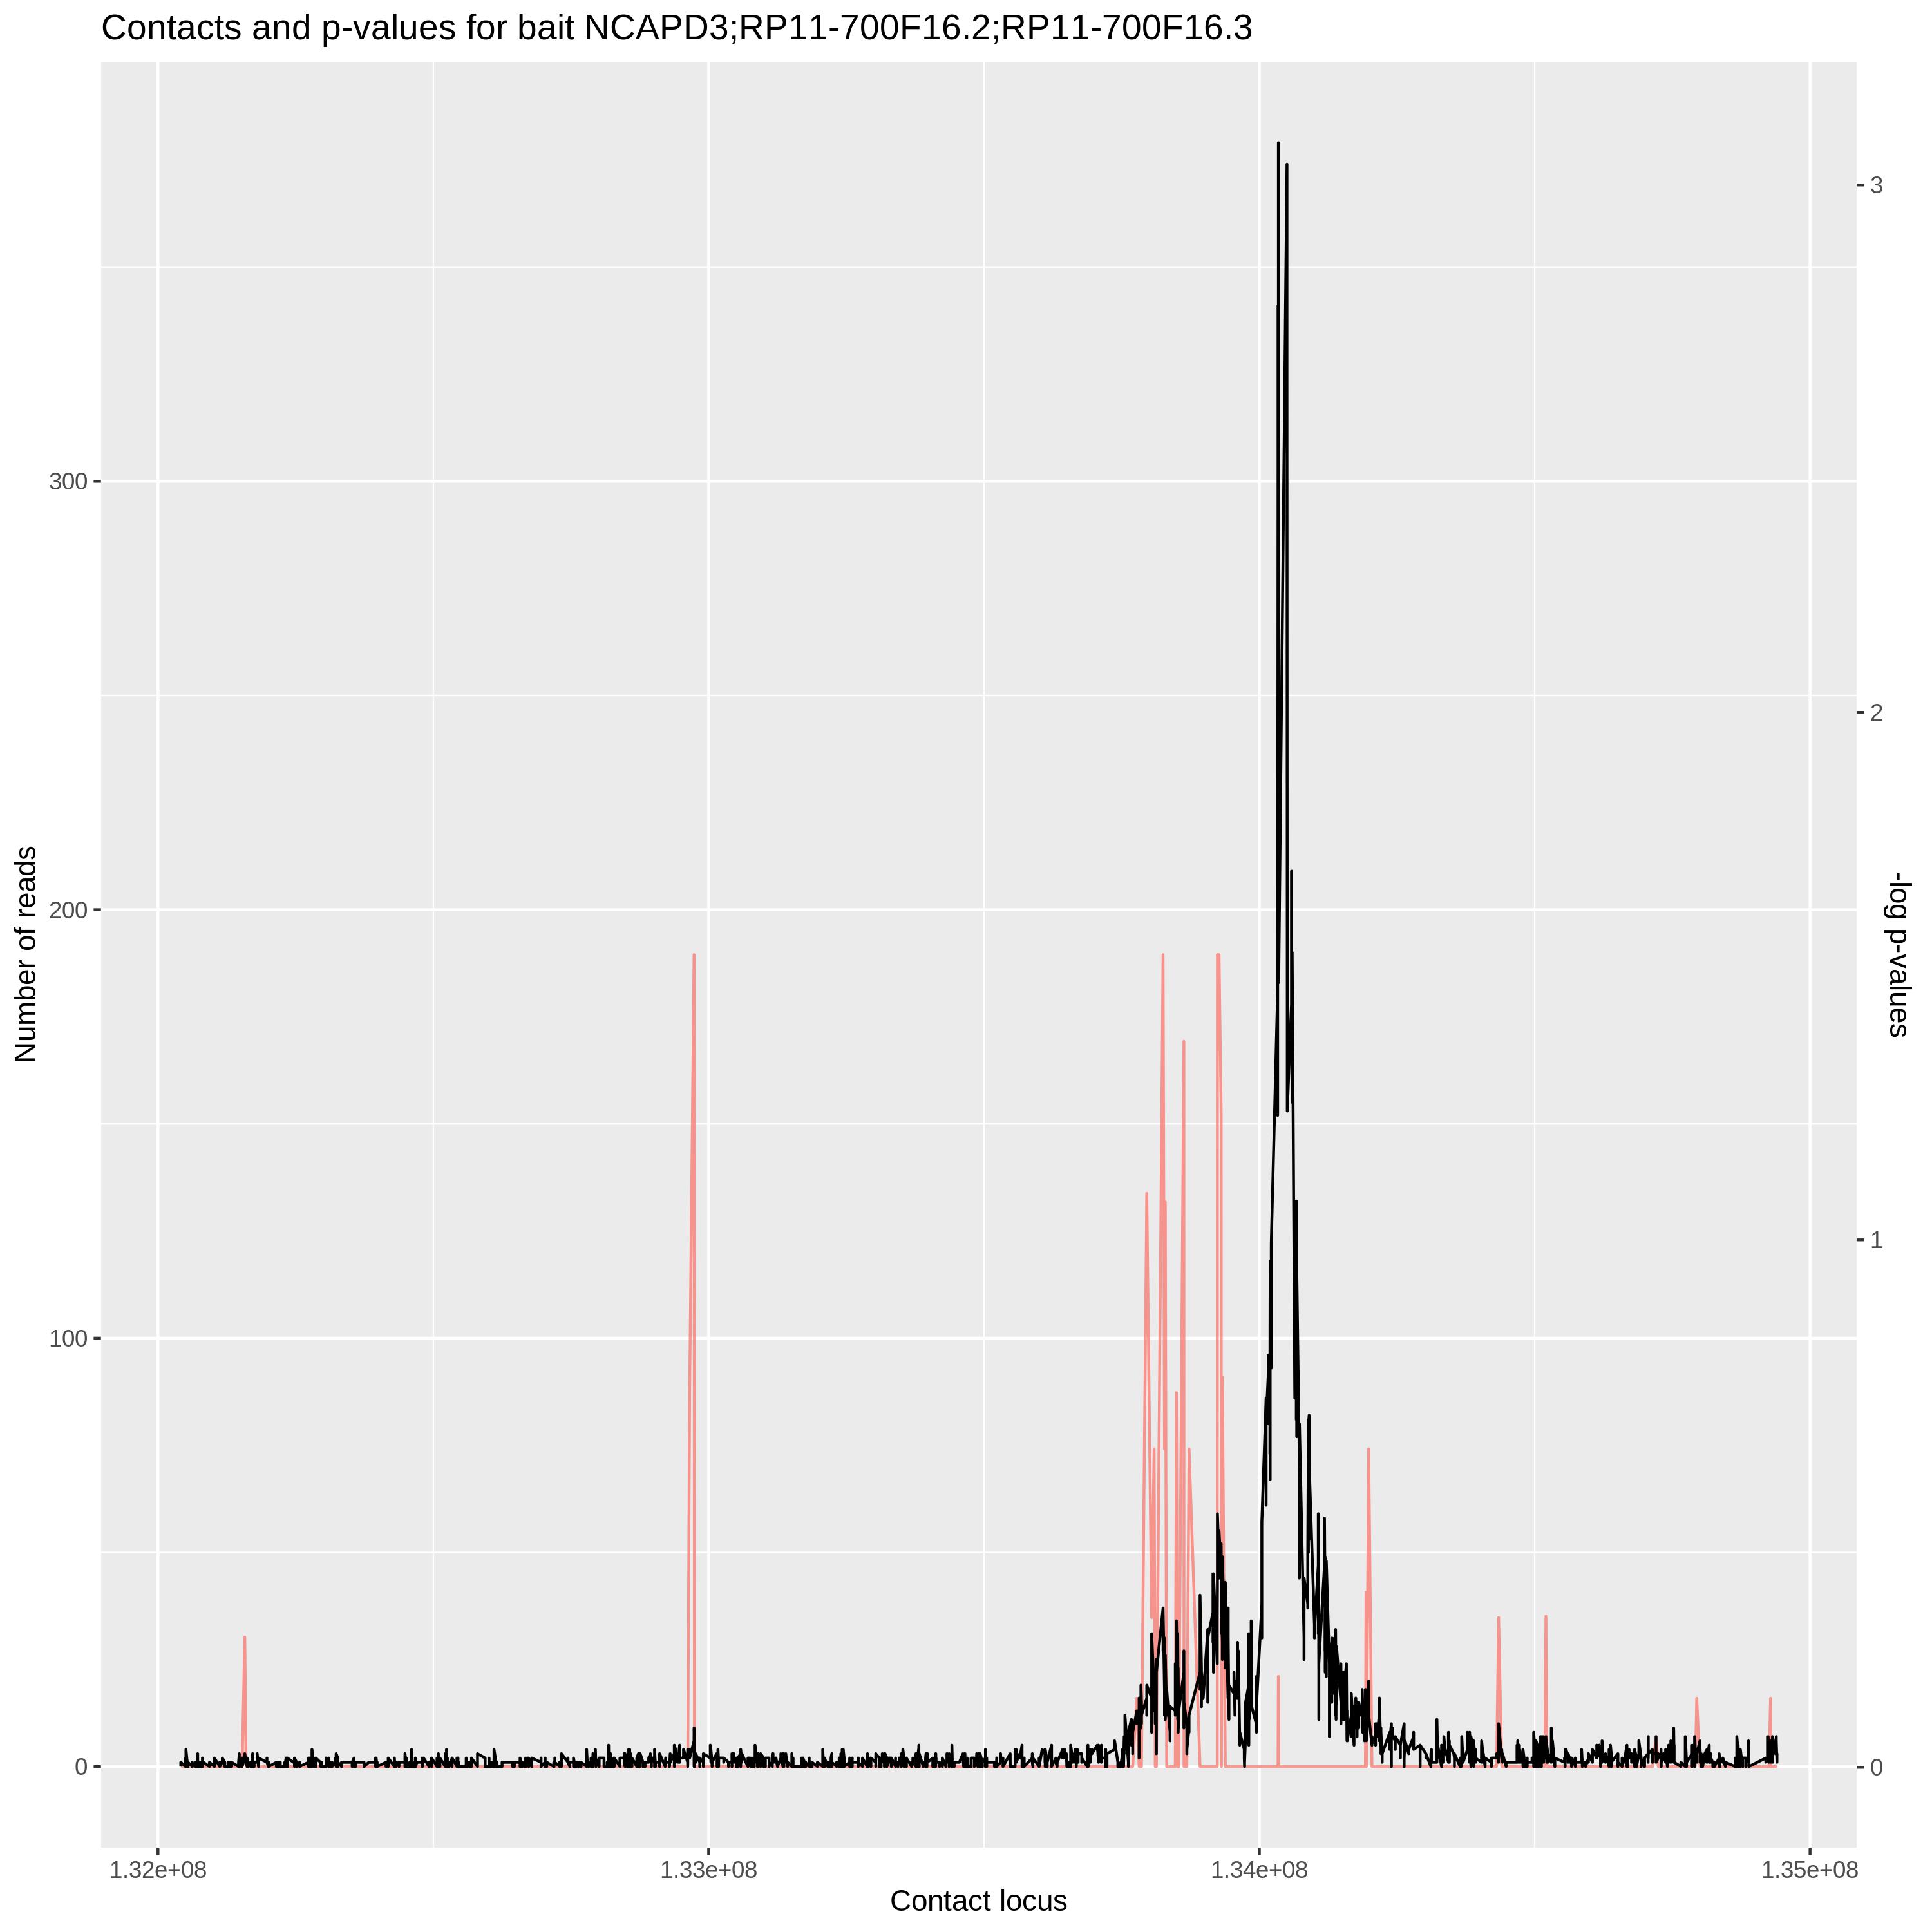 Contacts and p-values for bait NCAPD3;RP11-700F16.2;RP11-700F16.3
3
300
2
200
Number of reads
-log p-values
1
100
0
0
1.32e+08 1.33e+08 1.34e+08 1.35e+08
Contact locus